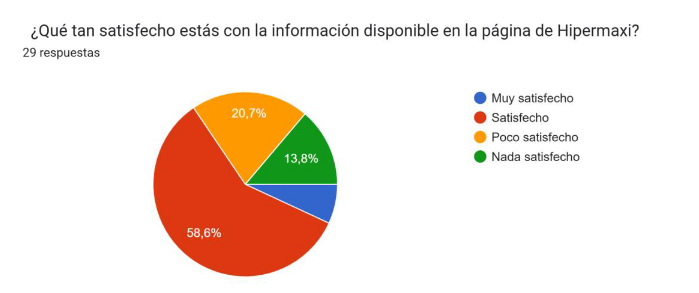 ¿Qué tan satisfecho estás con la información disponible en la página de Hipermaxi?
29 respuestas
Muy satisfecho
Satisfecho
Poco satisfecho
Nada satisfecho
20,7%
13,8%
58,6%